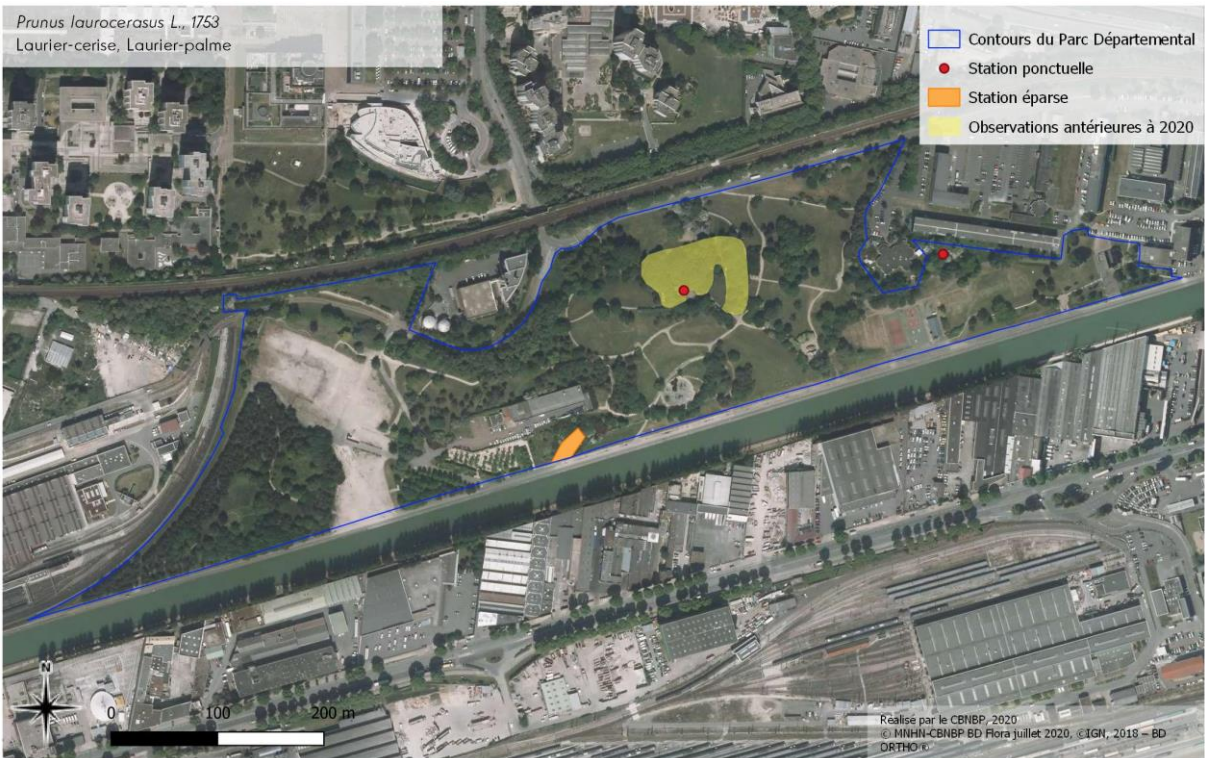 Prunus laurocerasus L., 1753
Laurier-cerise, Laurier-palme
Contours du Parc Départemental
Station ponctuelle
Station éparse
Observations antérieures à 2020
N
0 100 200 m
Réalisé par le CBNBP, 2020
© MNHN-CBNBP BD Flora juillet 2020, ©IGN, 2018 – BD
ORTHO ®